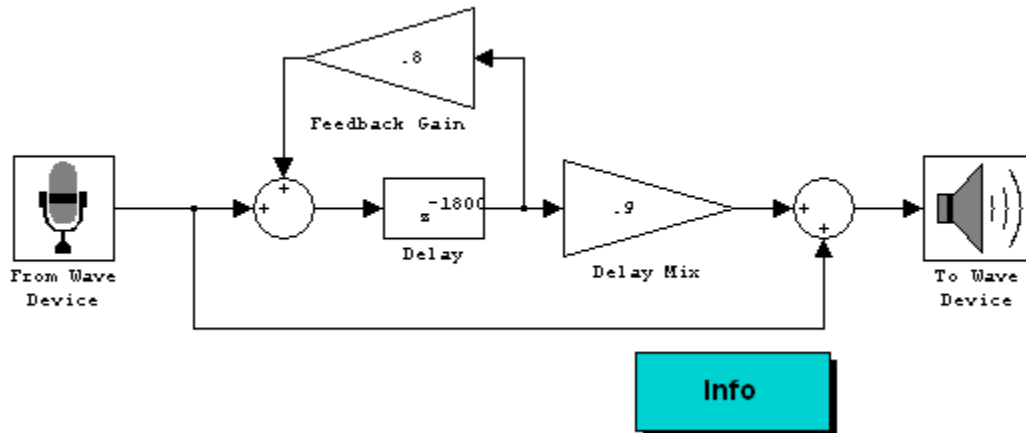 .8
Feedback Gain
z
-1800
.9
Delay
Delay Mix
From Wave
Device
To Wave
Device
Info